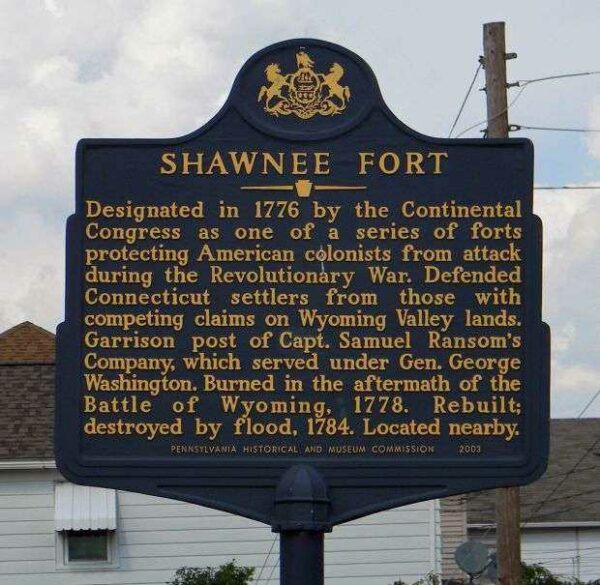 SHAWNEE FORT
Designated in 1776 by the Continental
Congress as one of a series of forts
protecting American colonists from attack
during the Revolutionary War. Defended
Connecticut settlers from those with
competing claims on Wyoming Valley lands.
Garrison post of Capt. Samuel Ransom's
Company, which served under Gen. George
Washington. Burned in the aftermath of the
Battle of Wyoming, 1778. Rebuilt;
destroyed by flood, 1784. Located nearby.
PENNSYLVANIA HISTORICAL AND MUSEUM COMMISSION 2003